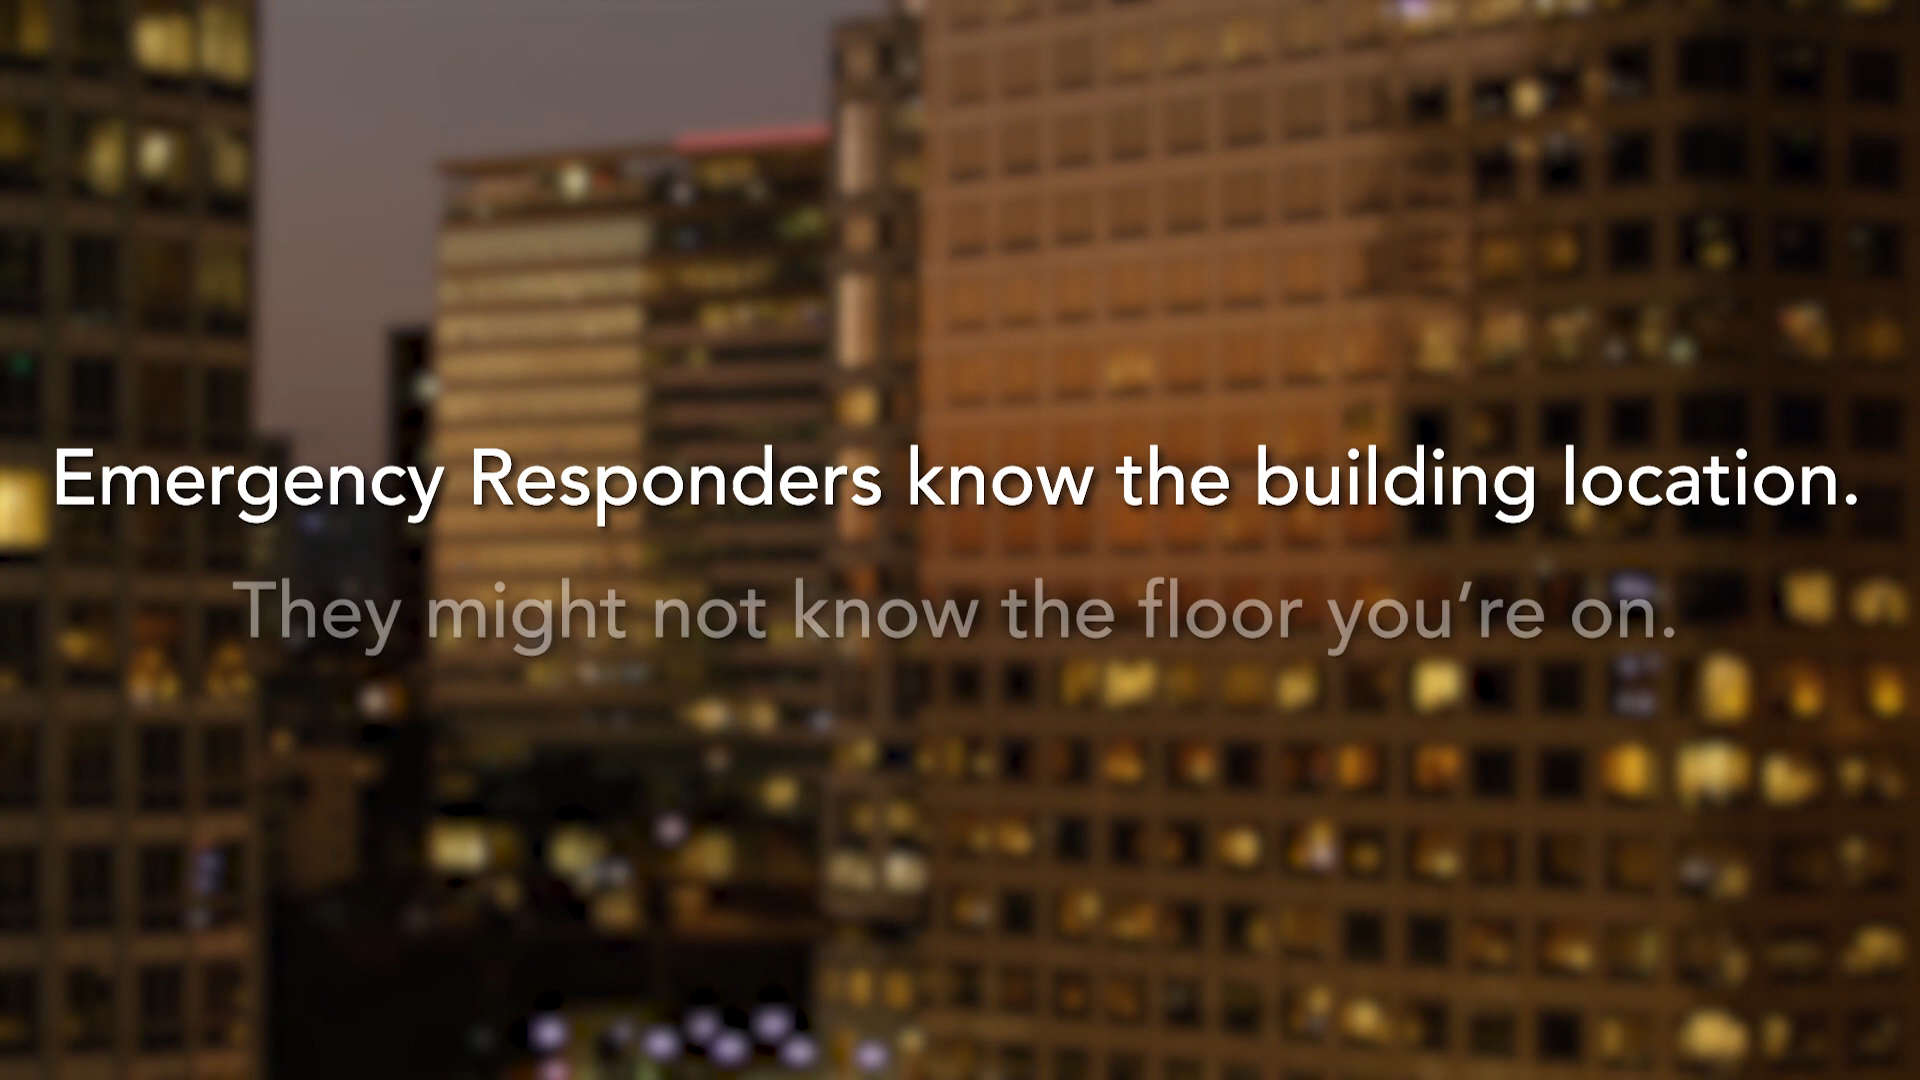 Emergency Responders know the building location.
They might not know the floor you’re on.